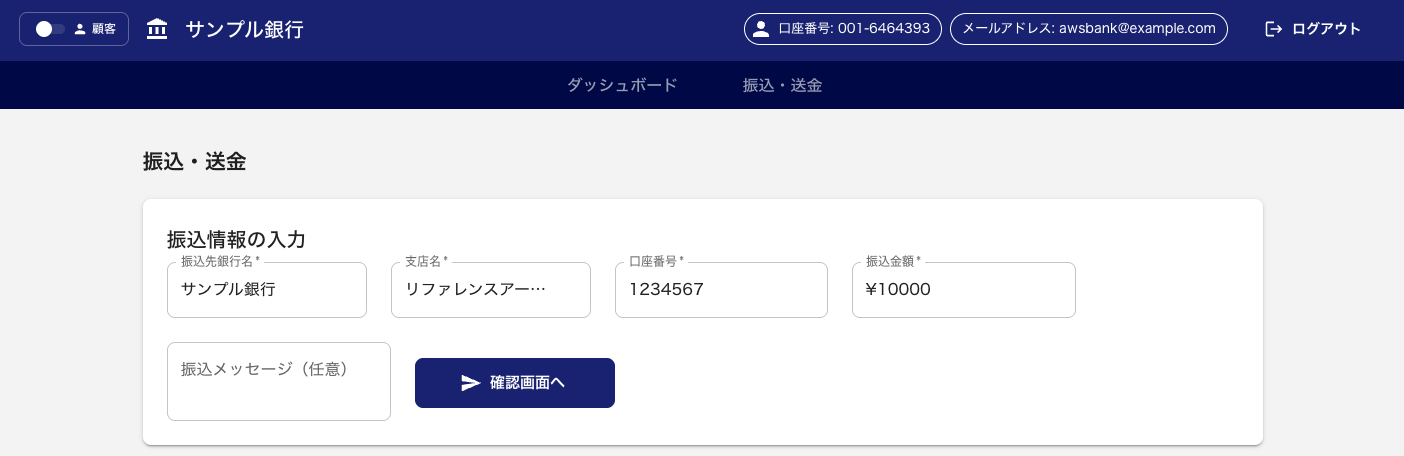 顧客
サンプル銀行
口座番号: 001-6464393
メールアドレス: awsbank@example.com
ログアウト
ダッシュボード
振込・送金
振込・送金
振込情報の入力
振込先銀行名 *
サンプル銀行
支店名 *
リファレンスアー…
口座番号 *
1234567
振込金額 *
¥10000
振込メッセージ（任意）
確認画面へ